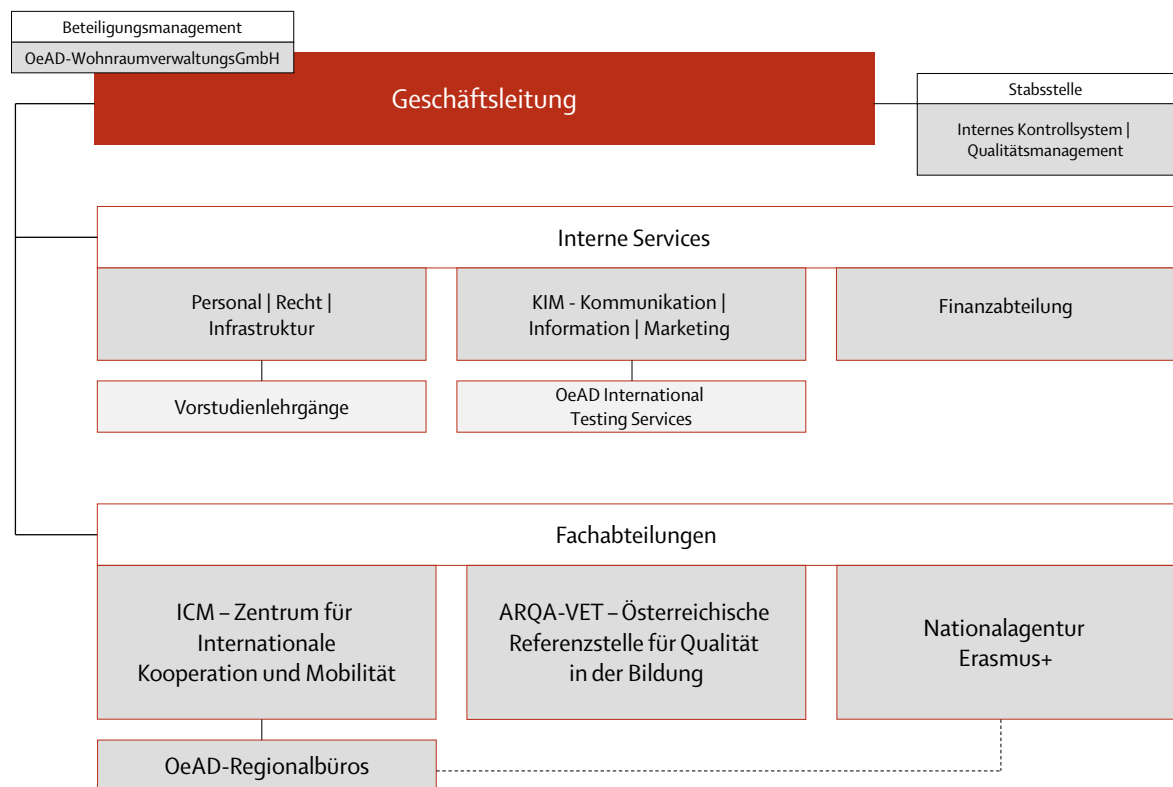 Beteiligungsmanagement
OeAD-WohnraumverwaltungsGmbH
Geschäftsleitung
Stabsstelle
Internes Kontrollsystem |
Qualitätsmanagement
Interne Services
Personal | Recht |
Infrastruktur
KIM - Kommunikation |
Information | Marketing
Finanzabteilung
Vorstudienlehrgänge
OeAD International
Testing Services
Fachabteilungen
ICM – Zentrum für
Internationale
Kooperation und Mobilität
ARQA-VET – Österreichische
Referenzstelle für Qualität
in der Bildung
Nationalagentur
Erasmus+
OeAD-Regionalbüros